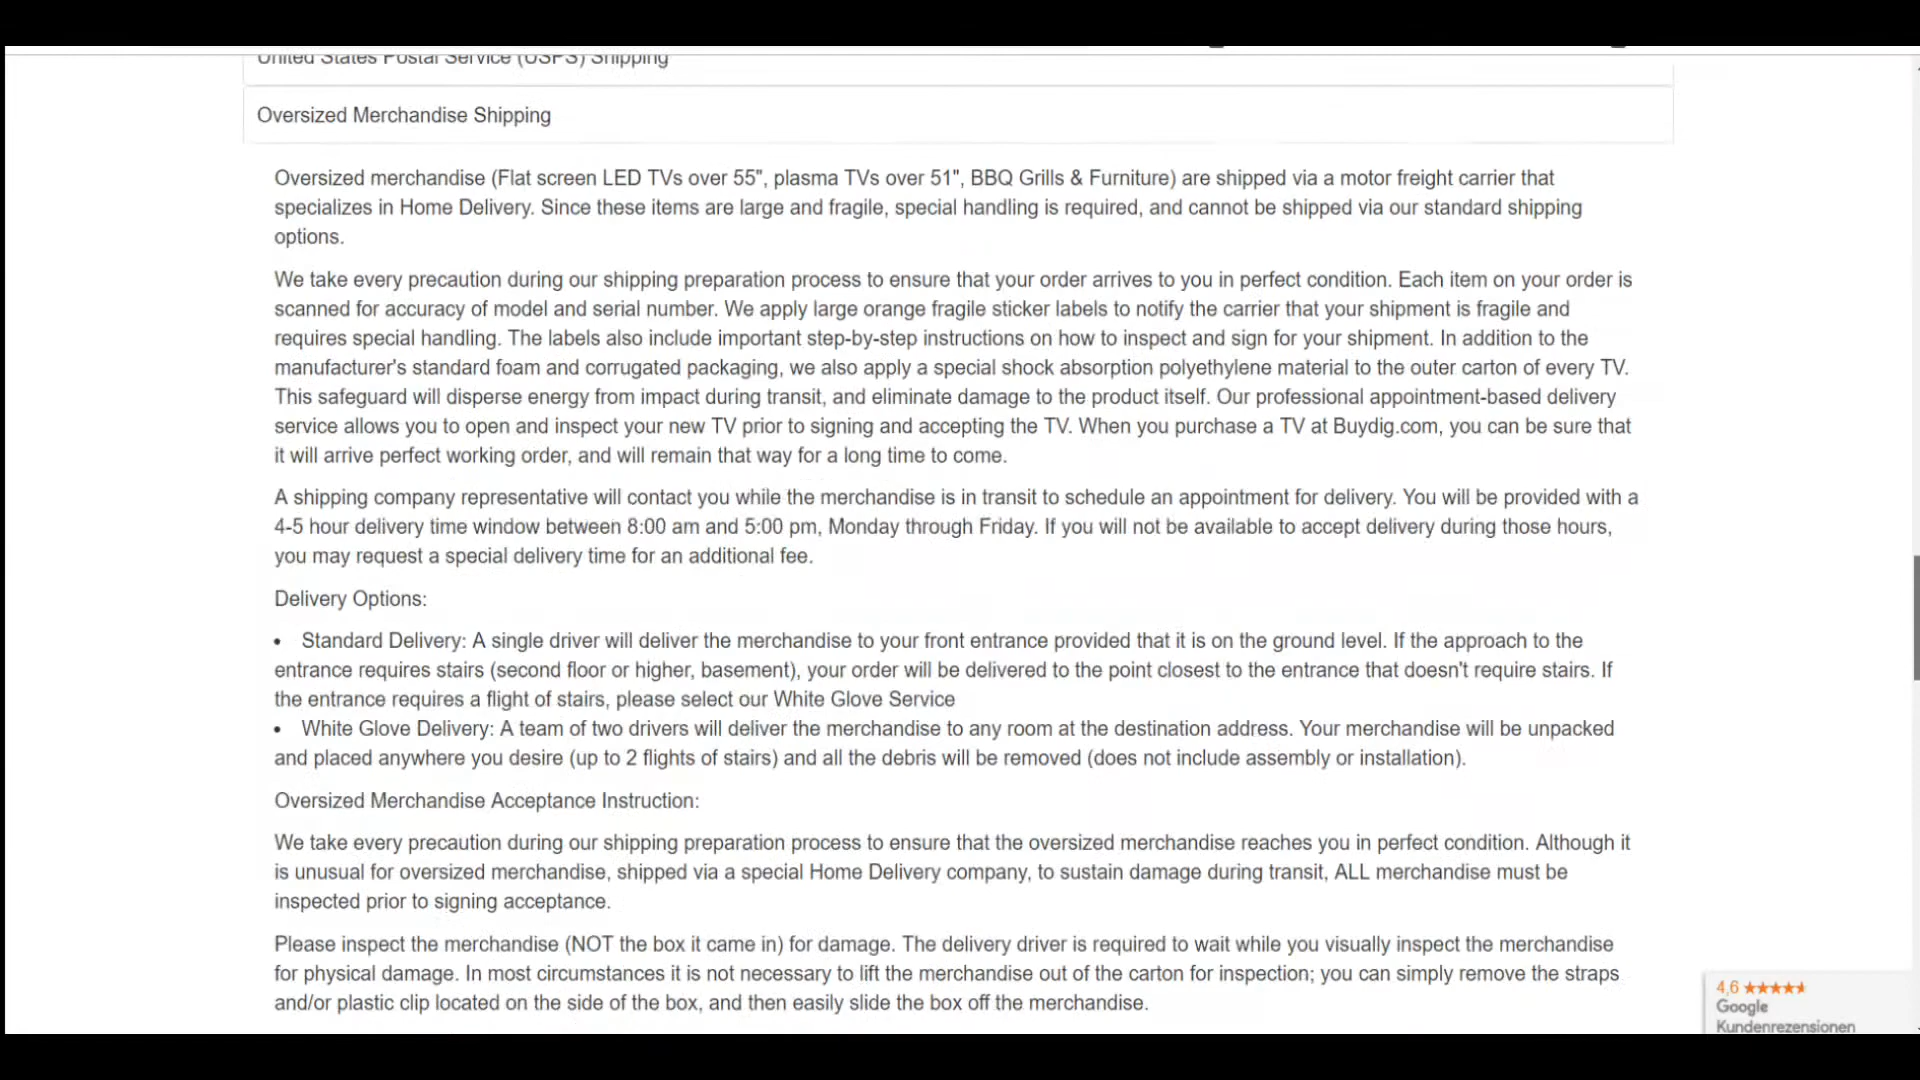 United States Postal Service (USPS) Shipping
Oversized Merchandise Shipping
Oversized merchandise (Flat screen LED TVs over 55", plasma TVs over 51", BBQ Grills & Furniture) are shipped via a motor freight carrier that
specializes in Home Delivery. Since these items are large and fragile, special handling is required, and cannot be shipped via our standard shipping
options.
We take every precaution during our shipping preparation process to ensure that your order arrives to you in perfect condition. Each item on your order is
scanned for accuracy of model and serial number. We apply large orange fragile sticker labels to notify the carrier that your shipment is fragile and
requires special handling. The labels also include important step-by-step instructions on how to inspect and sign for your shipment. In addition to the
manufacturer's standard foam and corrugated packaging, we also apply a special shock absorption polyethylene material to the outer carton of every TV.
This safeguard will disperse energy from impact during transit, and eliminate damage to the product itself. Our professional appointment-based delivery
service allows you to open and inspect your new TV prior to signing and accepting the TV. When you purchase a TV at Buydig.com, you can be sure that
it will arrive perfect working order, and will remain that way for a long time to come.
A shipping company representative will contact you while the merchandise is in transit to schedule an appointment for delivery. You will be provided with a
4-5 hour delivery time window between 8:00 am and 5:00 pm, Monday through Friday. If you will not be available to accept delivery during those hours,
you may request a special delivery time for an additional fee.
Delivery Options:
• Standard Delivery: A single driver will deliver the merchandise to your front entrance provided that it is on the ground level. If the approach to the
entrance requires stairs (second floor or higher, basement), your order will be delivered to the point closest to the entrance that doesn't require stairs. If
the entrance requires a flight of stairs, please select our White Glove Service
• White Glove Delivery: A team of two drivers will deliver the merchandise to any room at the destination address. Your merchandise will be unpacked
and placed anywhere you desire (up to 2 flights of stairs) and all the debris will be removed (does not include assembly or installation).
Oversized Merchandise Acceptance Instruction:
We take every precaution during our shipping preparation process to ensure that the oversized merchandise reaches you in perfect condition. Although it
is unusual for oversized merchandise, shipped via a special Home Delivery company, to sustain damage during transit, ALL merchandise must be
inspected prior to signing acceptance.
Please inspect the merchandise (NOT the box it came in) for damage. The delivery driver is required to wait while you visually inspect the merchandise
for physical damage. In most circumstances it is not necessary to lift the merchandise out of the carton for inspection; you can simply remove the straps
and/or plastic clip located on the side of the box, and then easily slide the box off the merchandise.
4,6 ★★★★★
Google
Kundenrezensionen